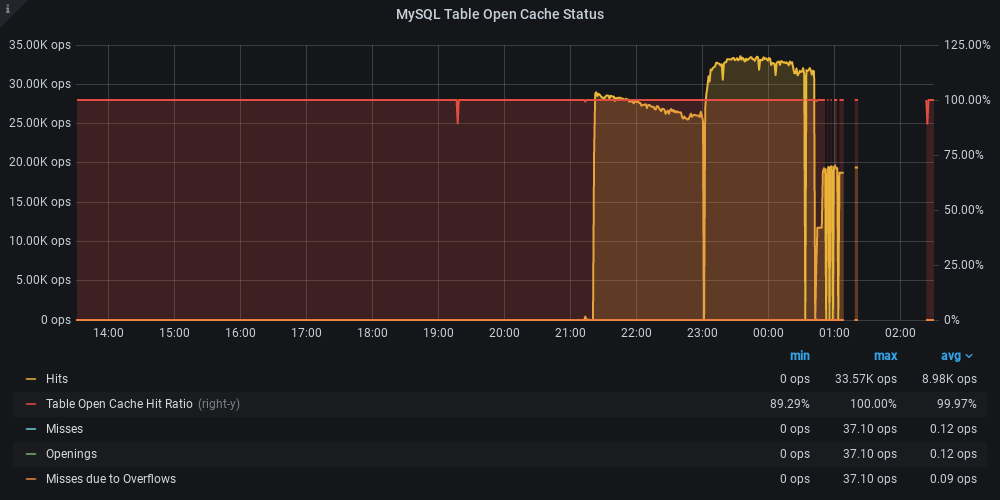 i
MySQL Table Open Cache Status
35.00K ops
30.00K ops
25.00K ops
20.00K ops
15.00K ops
10.00K ops
5.00K ops
0 ops
125.00%
100.00%
75.00%
50.00%
25.00%
0%
14:00 15:00 16:00 17:00 18:00 19:00 20:00 21:00 22:00 23:00 00:00 01:00 02:00
min max avg
Hits 0 ops 33.57K ops 8.98K ops
Table Open Cache Hit Ratio (right-y) 89.29% 100.00% 99.97%
Misses 0 ops 37.10 ops 0.12 ops
Openings 0 ops 37.10 ops 0.12 ops
Misses due to Overflows 0 ops 37.10 ops 0.09 ops